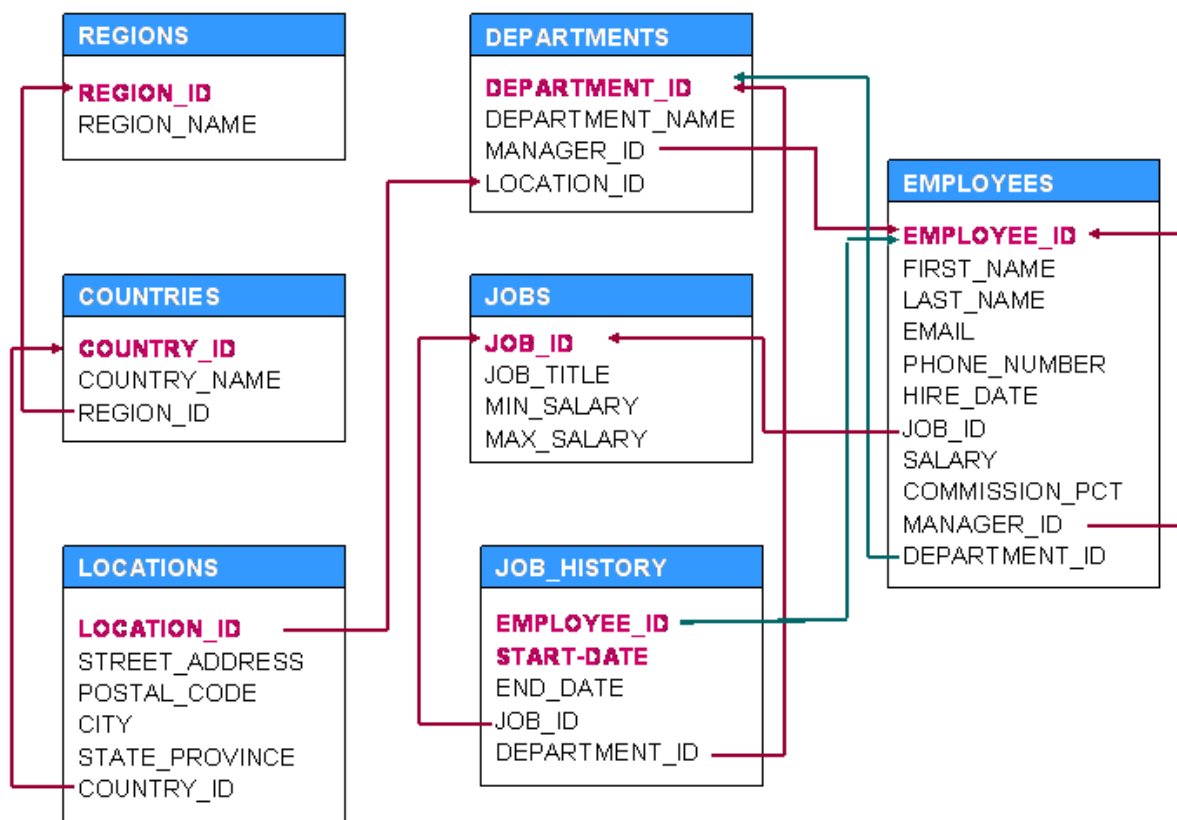 REGIONS
REGION_ID
REGION_NAME
DEPARTMENTS
DEPARTMENT_ID
DEPARTMENT_NAME
MANAGER_ID
LOCATION_ID
EMPLOYEES
EMPLOYEE_ID
FIRST_NAME
LAST_NAME
EMAIL
PHONE_NUMBER
HIRE_DATE
JOB_ID
SALARY
COMMISSION_PCT
MANAGER_ID
DEPARTMENT_ID
COUNTRIES
COUNTRY_ID
COUNTRY_NAME
REGION_ID
JOBS
JOB_ID
JOB_TITLE
MIN_SALARY
MAX_SALARY
LOCATIONS
LOCATION_ID
STREET_ADDRESS
POSTAL_CODE
CITY
STATE_PROVINCE
COUNTRY_ID
JOB_HISTORY
EMPLOYEE_ID
START-DATE
END_DATE
JOB_ID
DEPARTMENT_ID